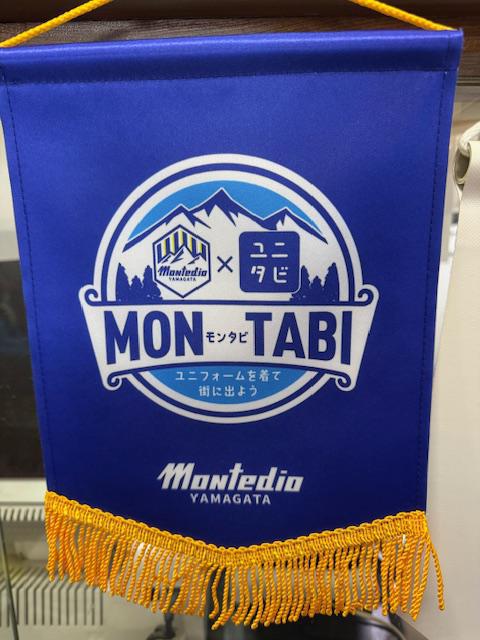 Montedio
YAMAGATA
×
ユニ
タビ
MON モンタビ TABI
ユニフォームを着て
街に出よう
Montedio
YAMAGATA